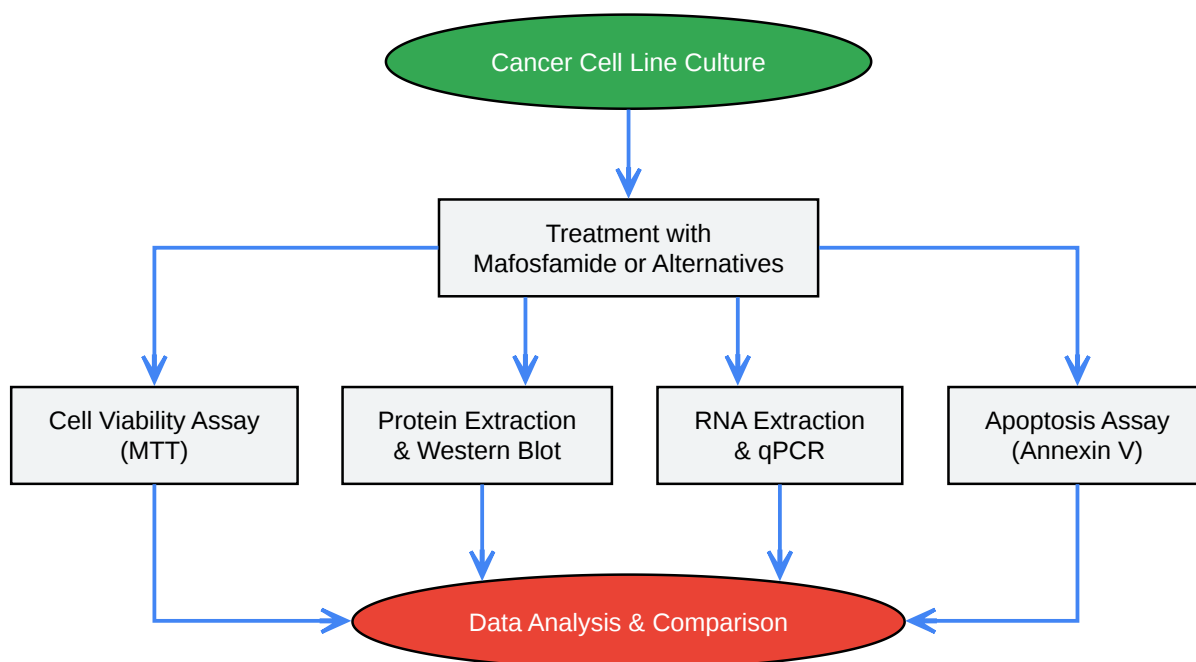 Cancer Cell Line Culture
Treatment with
Mafosfamide or Alternatives
Cell Viability Assay
(MTT)
Protein Extraction
& Western Blot
RNA Extraction
& qPCR
Apoptosis Assay
(Annexin V)
Data Analysis & Comparison